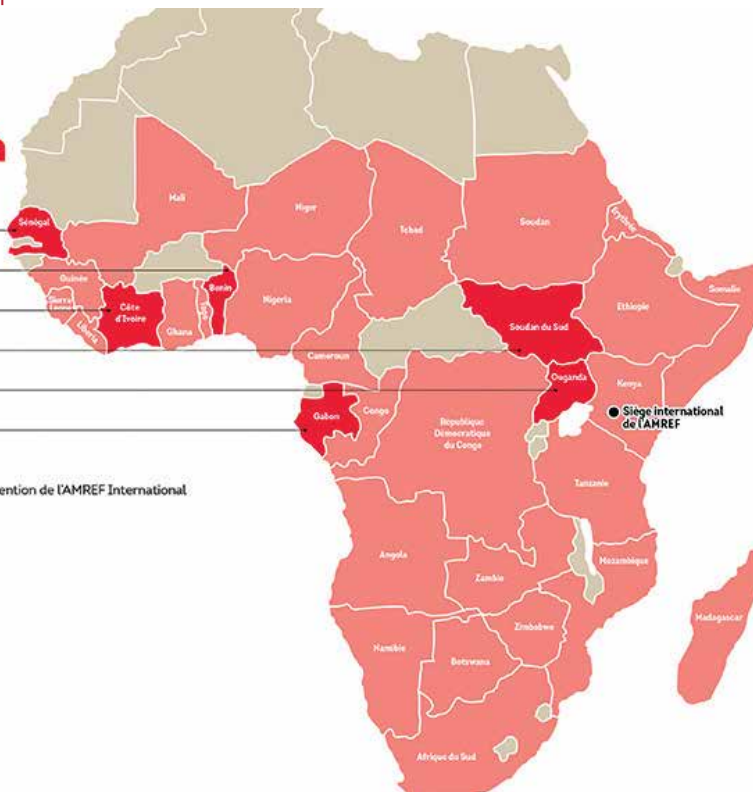 Mali
Niger
Tchad
Soudan
Erythrée
Sénégal
Guinée
Sierra
Leone
Liberia
Côte
d'Ivoire
Ghana
Togo
Bénin
Nigeria
Cameroun
Soudan du Sud
Ethiopie
Somalie
Ouganda
Kenya
Siège international
de l'AMREF
Gabon
Congo
République
Démocratique
du Congo
Tanzanie
ention de l'AMREF International
Angola
Zambie
Mozambique
Zimbabwe
Madagascar
Namibie
Botswana
Afrique du Sud